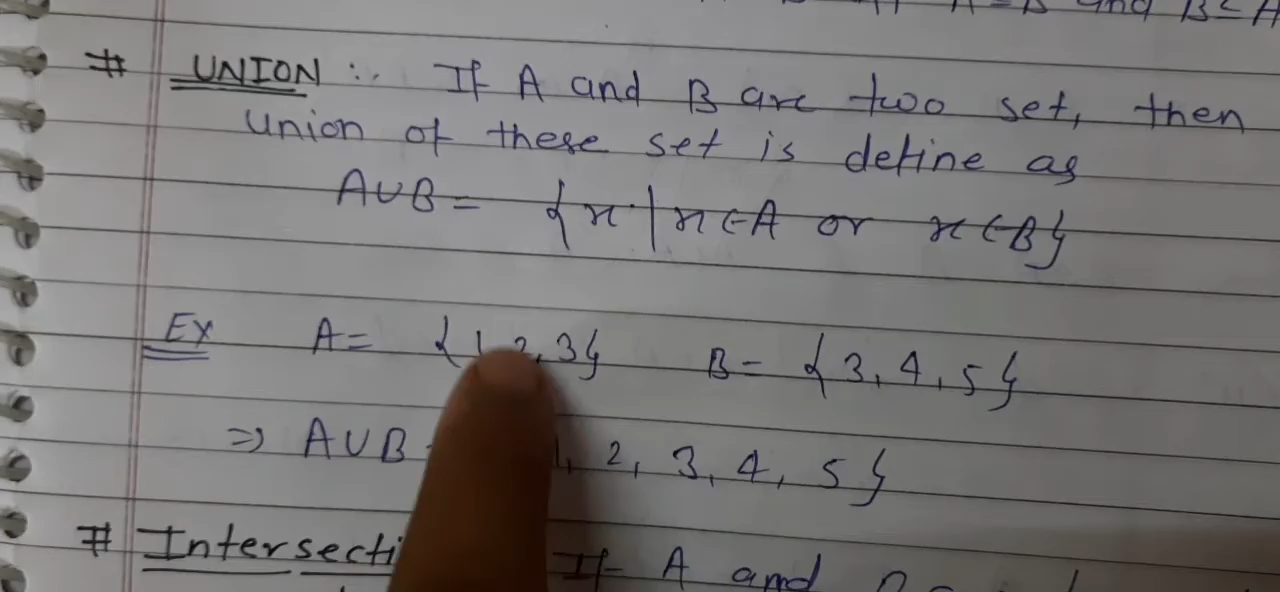 A = B and B ⊂ A
# UNION :. If A and B are two set, then
union of these set is define as
A∪B = {x | x ∈ A or x ∈ B}
Ex A = {1, 2, 3} B = {3, 4, 5}
⇒ A∪B 1, 2, 3, 4, 5}
# Intersecti If A and